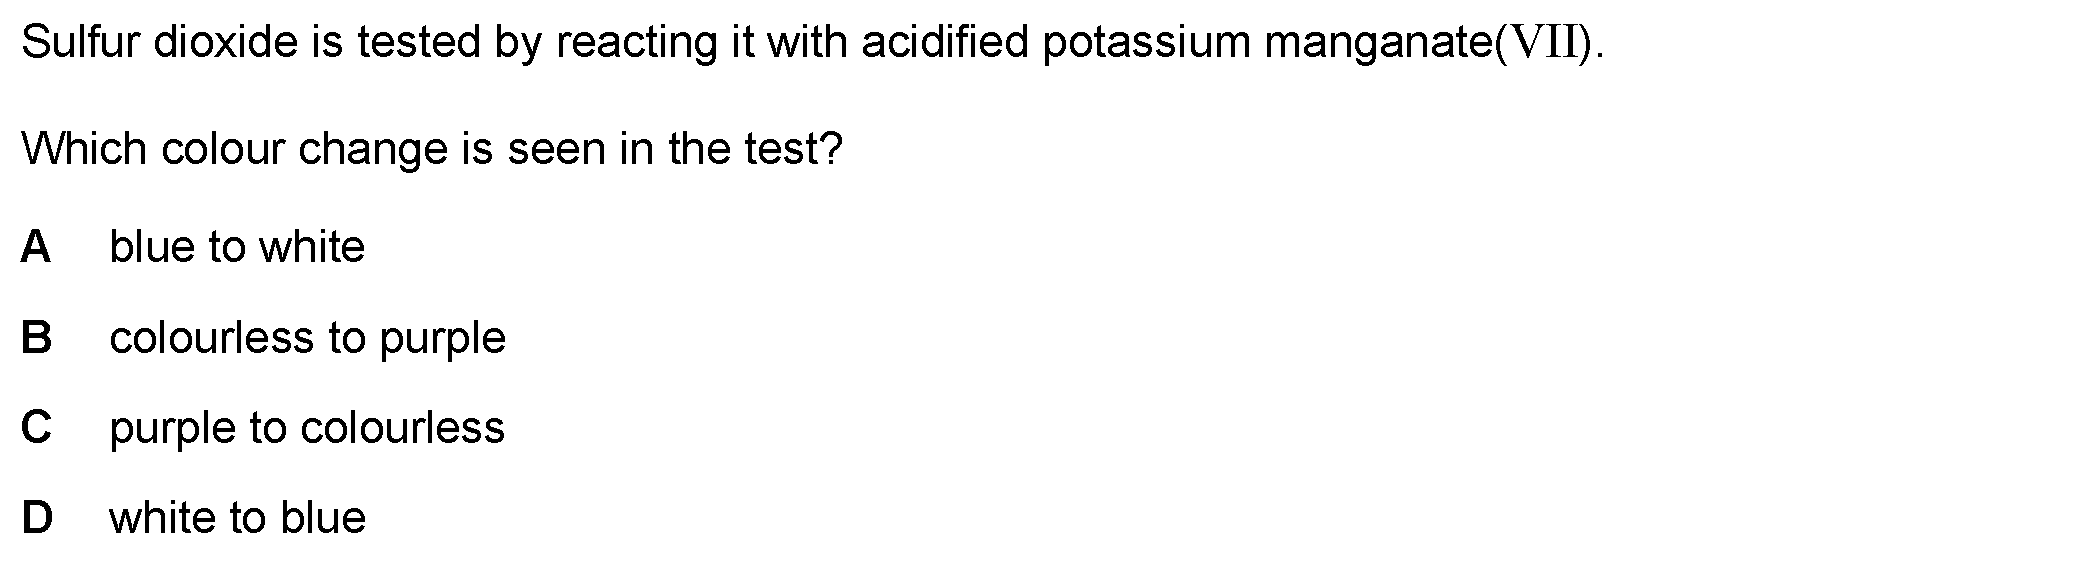 Sulfur dioxide is tested by reacting it with acidified potassium manganate(VII).
Which colour change is seen in the test?
A blue to white
B colourless to purple
C purple to colourless
D white to blue